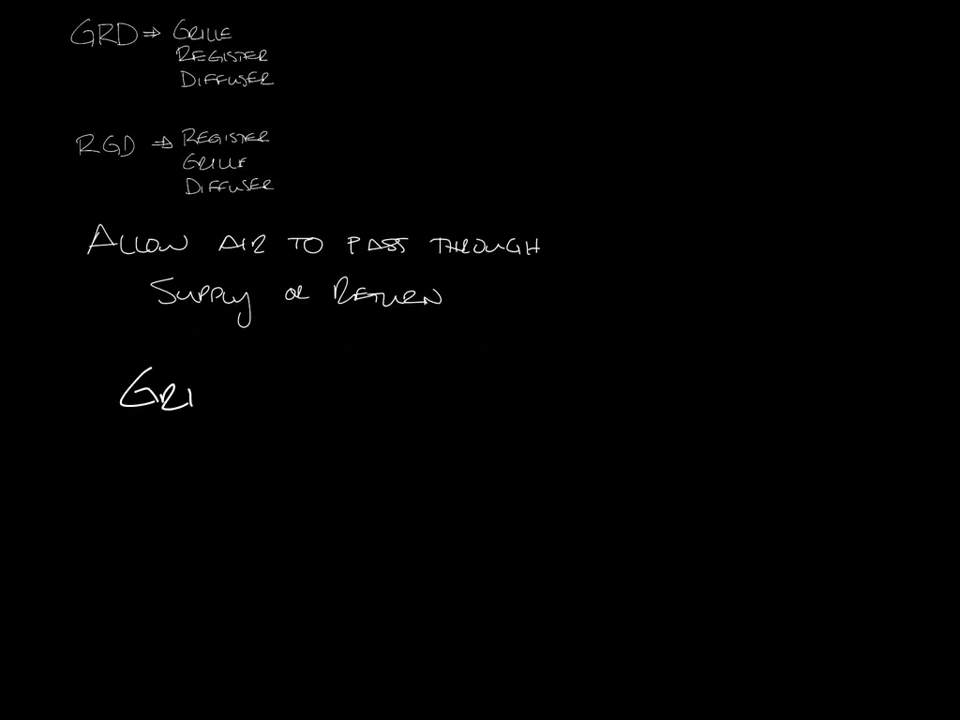 GRD ⇒ GRILLE
REGISTER
DIFFUSER
RGD ⇒ REGISTER
GRILLE
DIFFUSER
ALLOW AIR TO PASS THROUGH
SUPPLY OR RETURN
GRI